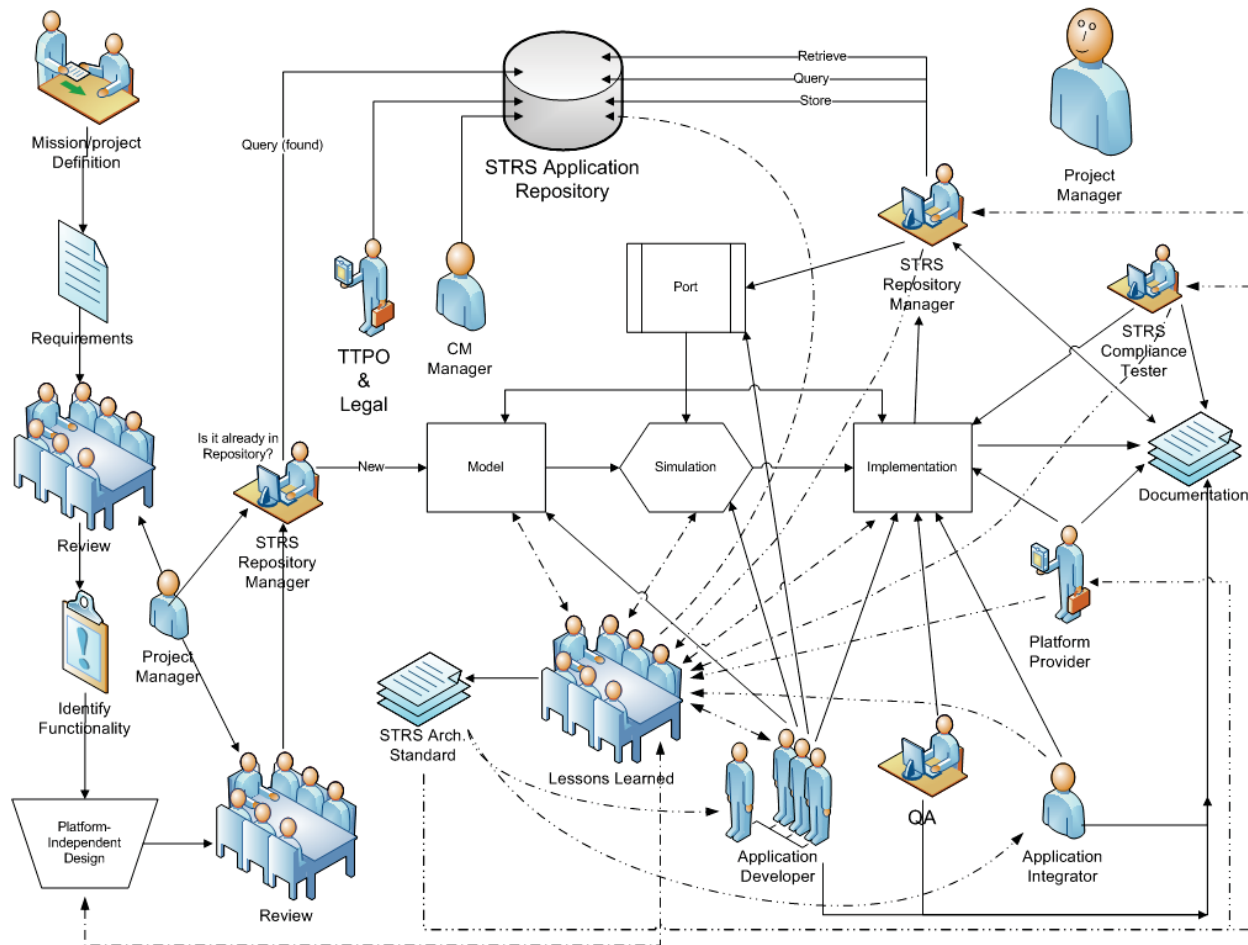 Retrieve
Query
Store
Mission/project
Definition
Query (found)
STRS Application
Repository
Project
Manager
STRS
Repository
Manager
Port
Requirements
TTPO
&
Legal
CM
Manager
STRS
Compliance
Tester
Is it already in
Repository?
New
Model
Simulation
Implementation
Documentation
Review
STRS
Repository
Manager
Project
Manager
Platform
Provider
Identify
Functionality
STRS Arch.
Standard
Lessons Learned
QA
Application
Developer
Application
Integrator
Platform-
Independent
Design
Review